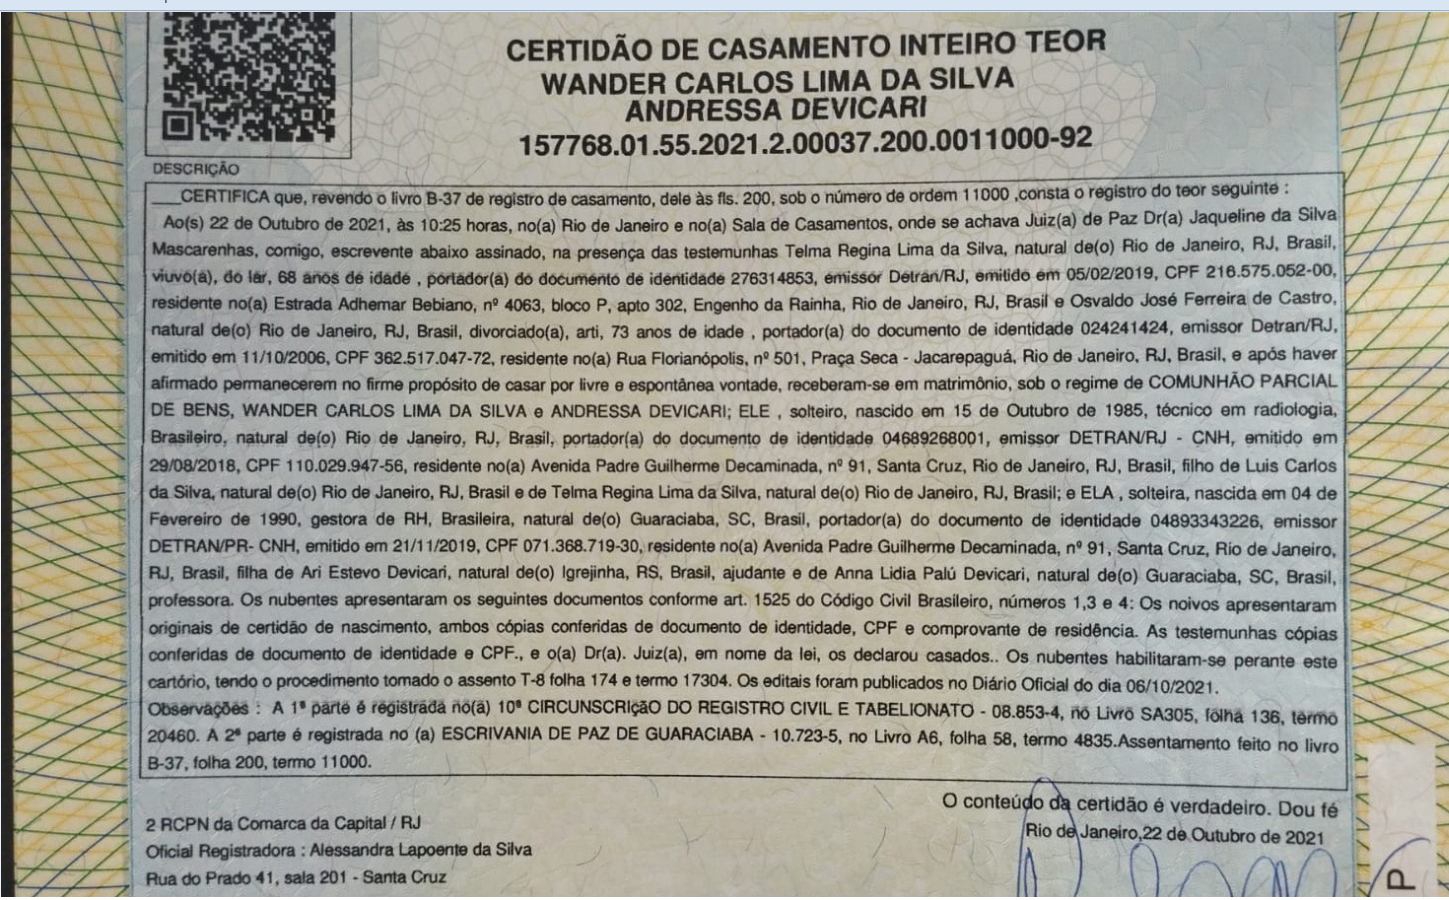 CERTIDÃO DE CASAMENTO INTEIRO TEOR
WANDER CARLOS LIMA DA SILVA
ANDRESSA DEVICARI
157768.01.55.2021.2.00037.200.0011000-92
DESCRIÇÃO
___CERTIFICA que, revendo o livro B-37 de registro de casamento, dele às fls. 200, sob o número de ordem 11000 ,consta o registro do teor seguinte :
Ao(s) 22 de Outubro de 2021, às 10:25 horas, no(a) Rio de Janeiro e no(a) Sala de Casamentos, onde se achava Juiz(a) de Paz Dr(a) Jaqueline da Silva
Mascarenhas, comigo, escrevente abaixo assinado, na presença das testemunhas Telma Regina Lima da Silva, natural de(o) Rio de Janeiro, RJ, Brasil,
viuvo(a), do lar, 68 anos de idade , portador(a) do documento de identidade 276314853, emissor Detran/RJ, emitido em 05/02/2019, CPF 216.575.052-00,
residente no(a) Estrada Adhemar Bebiano, nº 4063, bloco P, apto 302, Engenho da Rainha, Rio de Janeiro, RJ, Brasil e Osvaldo José Ferreira de Castro,
natural de(o) Rio de Janeiro, RJ, Brasil, divorciado(a), arti, 73 anos de idade , portador(a) do documento de identidade 024241424, emissor Detran/RJ,
emitido em 11/10/2006, CPF 362.517.047-72, residente no(a) Rua Florianópolis, nº 501, Praça Seca - Jacarepaguá, Rio de Janeiro, RJ, Brasil, e após haver
afirmado permanecerem no firme propósito de casar por livre e espontânea vontade, receberam-se em matrimônio, sob o regime de COMUNHÃO PARCIAL
DE BENS, WANDER CARLOS LIMA DA SILVA e ANDRESSA DEVICARI; ELE , solteiro, nascido em 15 de Outubro de 1985, técnico em radiologia,
Brasileiro, natural de(o) Rio de Janeiro, RJ, Brasil, portador(a) do documento de identidade 04689268001, emissor DETRAN/RJ - CNH, emitido em
29/08/2018, CPF 110.029.947-56, residente no(a) Avenida Padre Guilherme Decaminada, nº 91, Santa Cruz, Rio de Janeiro, RJ, Brasil, filho de Luis Carlos
da Silva, natural de(o) Rio de Janeiro, RJ, Brasil e de Telma Regina Lima da Silva, natural de(o) Rio de Janeiro, RJ, Brasil; e ELA , solteira, nascida em 04 de
Fevereiro de 1990, gestora de RH, Brasileira, natural de(o) Guaraciaba, SC, Brasil, portador(a) do documento de identidade 04893343226, emissor
DETRAN/PR- CNH, emitido em 21/11/2019, CPF 071.368.719-30, residente no(a) Avenida Padre Guilherme Decaminada, nº 91, Santa Cruz, Rio de Janeiro,
RJ, Brasil, filha de Ari Estevo Devicari, natural de(o) Igrejinha, RS, Brasil, ajudante e de Anna Lidia Palú Devicari, natural de(o) Guaraciaba, SC, Brasil,
professora. Os nubentes apresentaram os seguintes documentos conforme art. 1525 do Código Civil Brasileiro, números 1,3 e 4: Os noivos apresentaram
originais de certidão de nascimento, ambos cópias conferidas de documento de identidade, CPF e comprovante de residência. As testemunhas cópias
conferidas de documento de identidade e CPF., e o(a) Dr(a). Juiz(a), em nome da lei, os declarou casados.. Os nubentes habilitaram-se perante este
cartório, tendo o procedimento tomado o assento T-8 folha 174 e termo 17304. Os editais foram publicados no Diário Oficial do dia 06/10/2021.
Observações : A 1ª parte é registrada no(a) 10ª CIRCUNSCRIçãO DO REGISTRO CIVIL E TABELIONATO - 08.853-4, no Livro SA305, folha 136, termo
20460. A 2ª parte é registrada no (a) ESCRIVANIA DE PAZ DE GUARACIABA - 10.723-5, no Livro A6, folha 58, termo 4835.Assentamento feito no livro
B-37, folha 200, termo 11000.
O conteúdo da certidão é verdadeiro. Dou fé
Rio de Janeiro,22 de Outubro de 2021
2 RCPN da Comarca da Capital / RJ
Oficial Registradora : Alessandra Lapoente da Silva
Rua do Prado 41, sala 201 - Santa Cruz
P